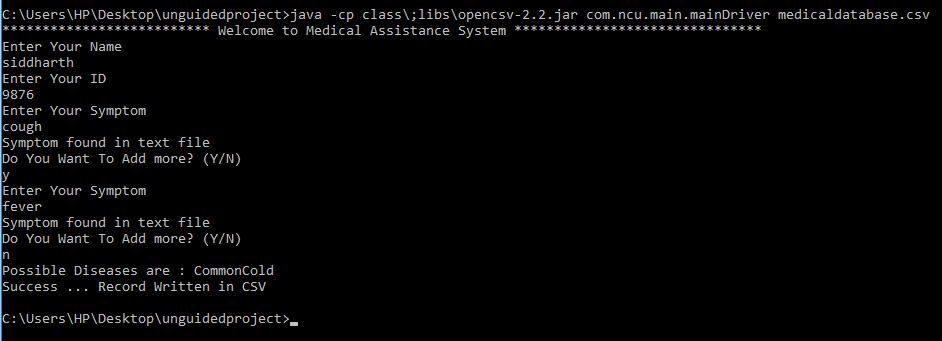 C:\Users\HP\Desktop\unguidedproject>java -cp class\;libs\opencsv-2.2.jar com.ncu.main.mainDriver medicaldatabase.csv
************************** Welcome to Medical Assistance System *******************************
Enter Your Name
siddharth
Enter Your ID
9876
Enter Your Symptom
cough
Symptom found in text file
Do You Want To Add more? (Y/N)
y
Enter Your Symptom
fever
Symptom found in text file
Do You Want To Add more? (Y/N)
n
Possible Diseases are : CommonCold
Success ... Record Written in CSV
C:\Users\HP\Desktop\unguidedproject>_